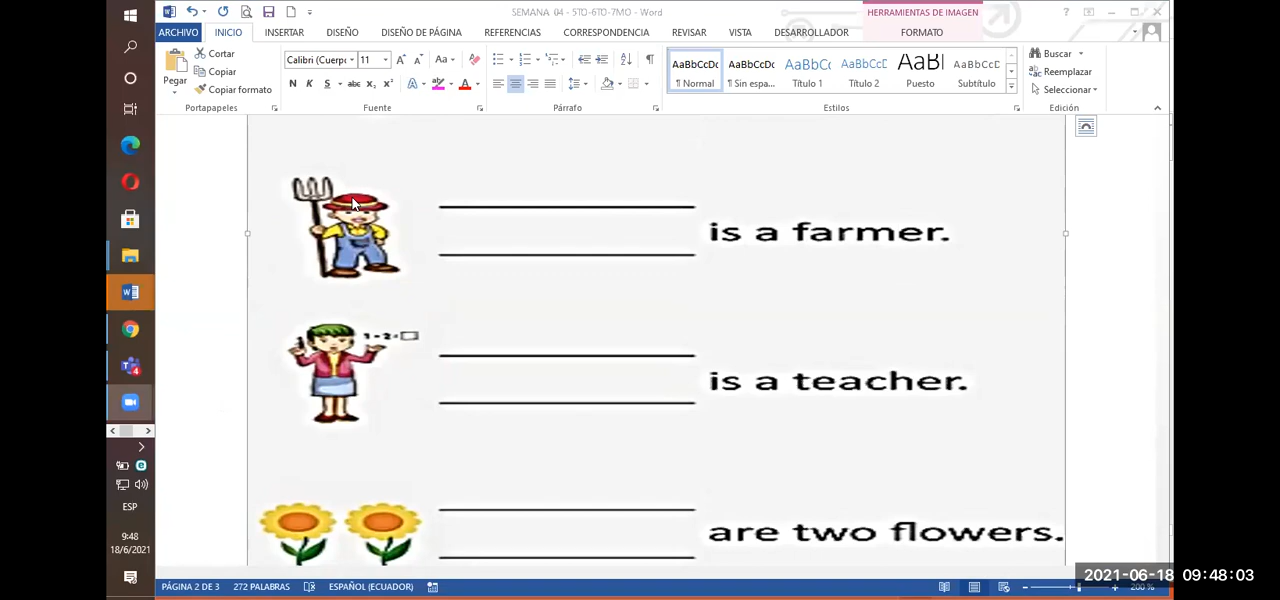 SEMANA 04 - 5TO-6TO-7MO - Word
HERRAMIENTAS DE IMAGEN
ARCHIVO INICIO INSERTAR DISEÑO DISEÑO DE PÁGINA REFERENCIAS CORRESPONDENCIA REVISAR VISTA DESARROLLADOR FORMATO
Pegar
Cortar
Copiar
Copiar formato
Portapapeles
Calibri (Cuerpo 11
Fuente
Párrafo
AaBbCcDc AaBbCcDc AaBbCc AaBbCcD AaBl AaBbCcD
¶ Normal ¶ Sin espa... Título 1 Título 2 Puesto Subtítulo
Estilos
Buscar
Reemplazar
Seleccionar
Edición
is a farmer.
is a teacher.
are two flowers.
ESP
9:48
18/6/2021
PÁGINA 2 DE 3 272 PALABRAS ESPAÑOL (ECUADOR)
200 %
2021-06-18 09:48:03